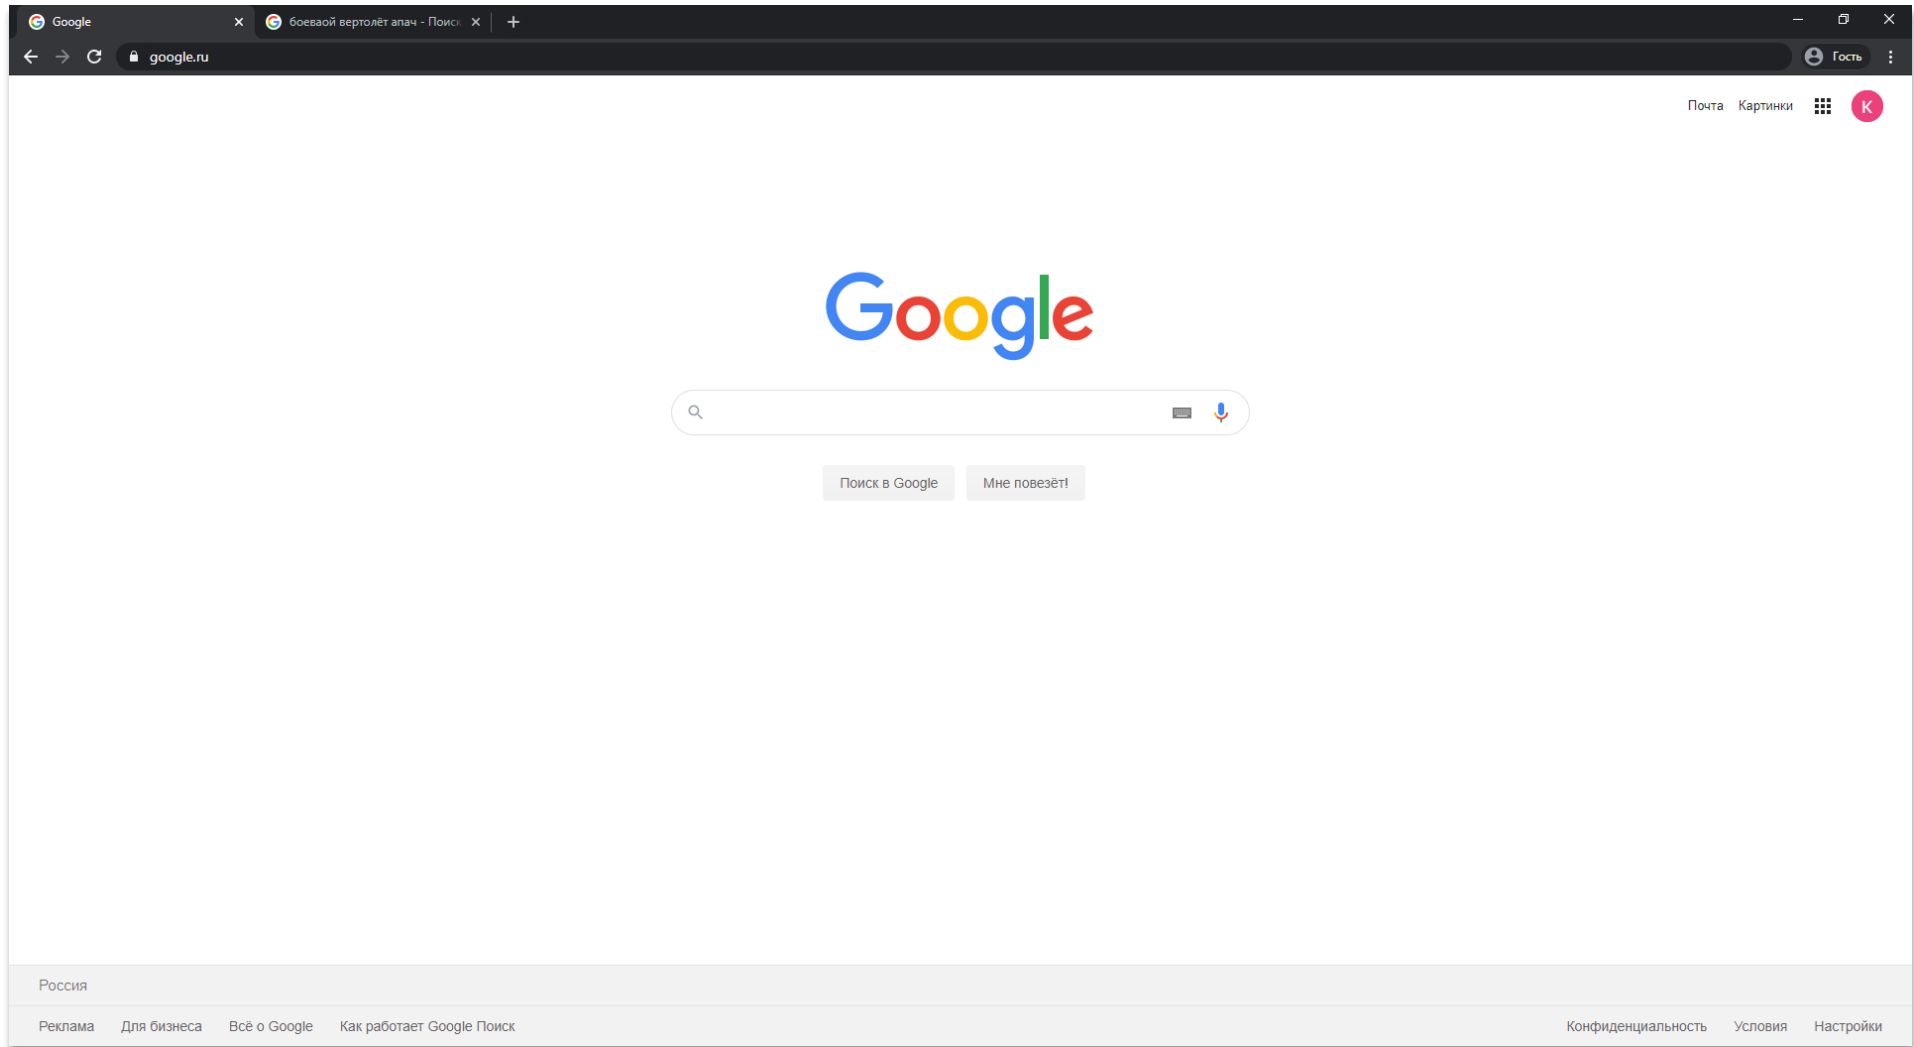 Google
боеваой вертолёт апач - Поиск
google.ru
Гость
Почта Картинки
K
Google
Поиск в Google Мне повезёт!
Россия
Реклама Для бизнеса Всё о Google Как работает Google Поиск
Конфиденциальность Условия Настройки